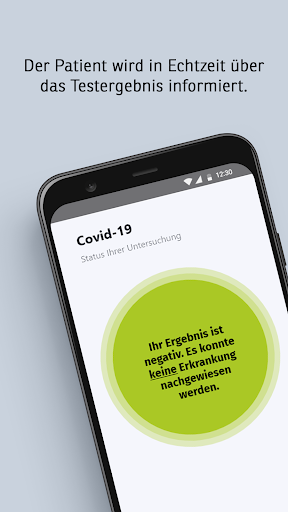 Der Patient wird in Echtzeit über
das Testergebnis informiert.
12:30
Covid-19
Status Ihrer Untersuchung
Ihr Ergebnis ist
negativ. Es konnte
keine Erkrankung
nachgewiesen
werden.